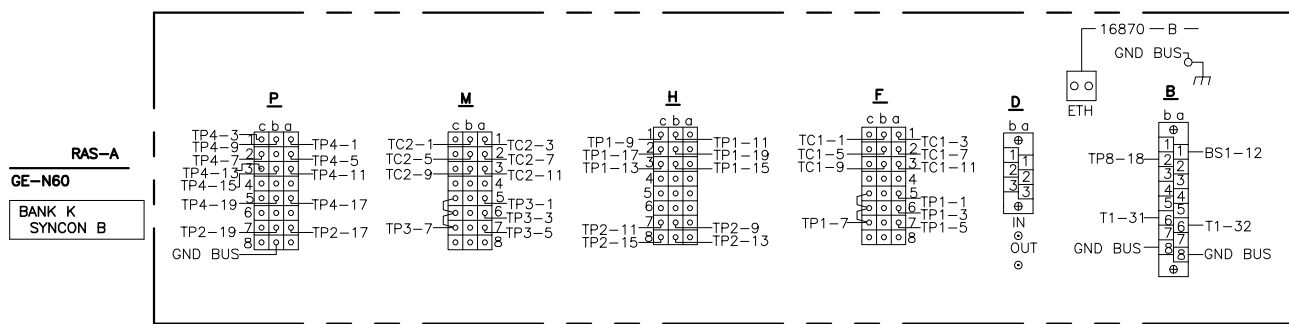 RAS-A
GE-N60
BANK K
SYNCON B
P
c b a
TP4-3 1
TP4-9 TP4-1
TP4-7 2 TP4-5
TP4-13 3 TP4-11
TP4-15 4
TP4-19 5 TP4-17
6
TP2-19 7 TP2-17
8
GND BUS
M
c b a
1
TC2-1 TC2-3
TC2-5 2 TC2-7
TC2-9 3 TC2-11
4
5 TP3-1
6 TP3-3
TP3-7 7 TP3-5
8
H
c b a
TP1-9 1 TP1-11
TP1-17 2 TP1-19
TP1-13 3 TP1-15
4
5
6
TP2-11 7 TP2-9
TP2-15 8 TP2-13
F
c b a
TC1-1 1 TC1-3
TC1-5 2 TC1-7
TC1-9 3 TC1-11
4
5 TP1-1
6 TP1-3
TP1-7 7 TP1-5
8
D
b a
1 1
2 2
3 3
IN
OUT
16870-B
GND BUS
ETH
B
b a
1 1 BS1-12
TP8-18 2 2
3 3
4 4
5 5
T1-31 6 6 T1-32
7 7
GND BUS 8 8 GND BUS